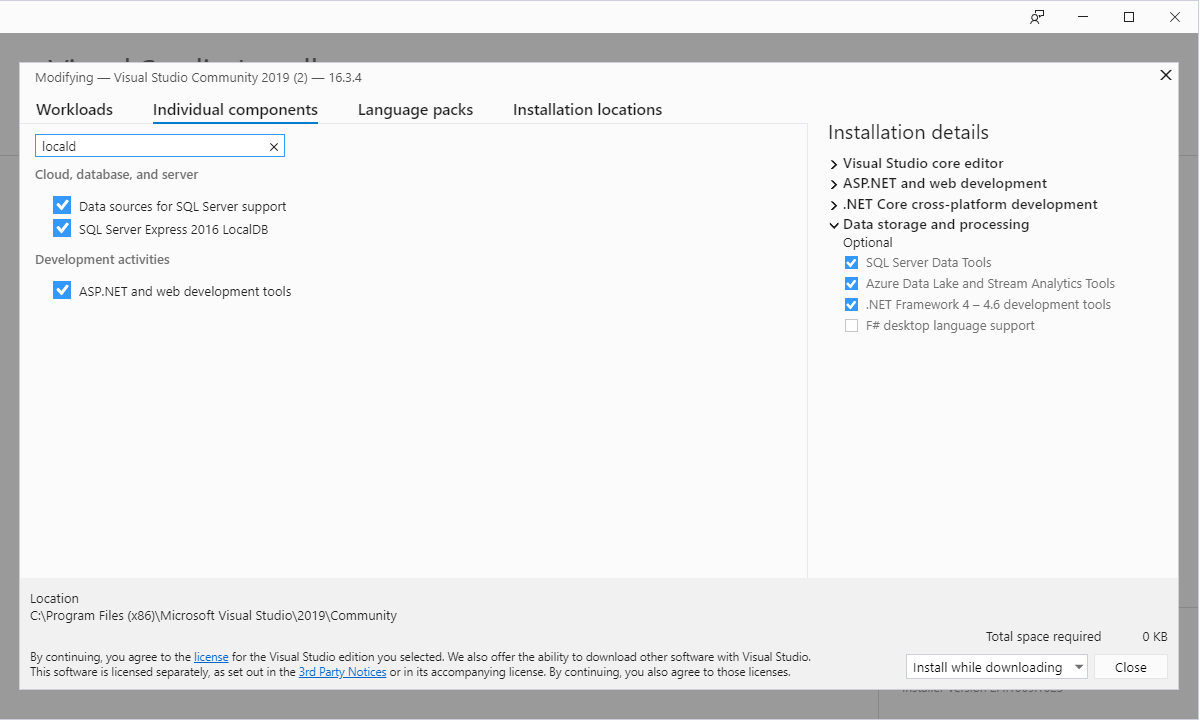 Modifying — Visual Studio Community 2019 (2) — 16.3.4
Workloads
Individual components
Language packs
Installation locations
locald
Cloud, database, and server
Data sources for SQL Server support
SQL Server Express 2016 LocalDB
Development activities
ASP.NET and web development tools
Installation details
Visual Studio core editor
ASP.NET and web development
.NET Core cross-platform development
Data storage and processing
Optional
SQL Server Data Tools
Azure Data Lake and Stream Analytics Tools
.NET Framework 4 – 4.6 development tools
F# desktop language support
Location
C:\Program Files (x86)\Microsoft Visual Studio\2019\Community
Total space required 0 KB
By continuing, you agree to the license for the Visual Studio edition you selected. We also offer the ability to download other software with Visual Studio.
This software is licensed separately, as set out in the 3rd Party Notices or in its accompanying license. By continuing, you also agree to those licenses.
Install while downloading
Close